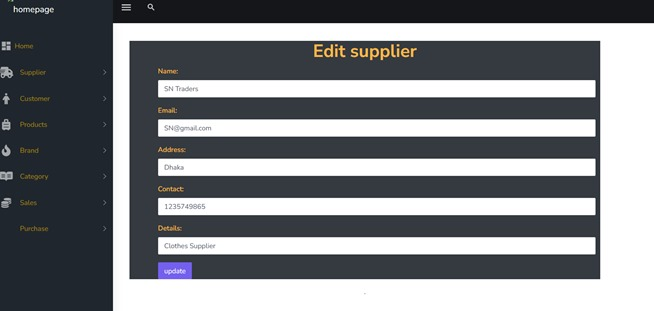 homepage
Home
Supplier
Customer
Products
Brand
Category
Sales
Purchase
Edit supplier
Name:
SN Traders
Email:
SN@gmail.com
Address:
Dhaka
Contact:
1235749865
Details:
Clothes Supplier
update